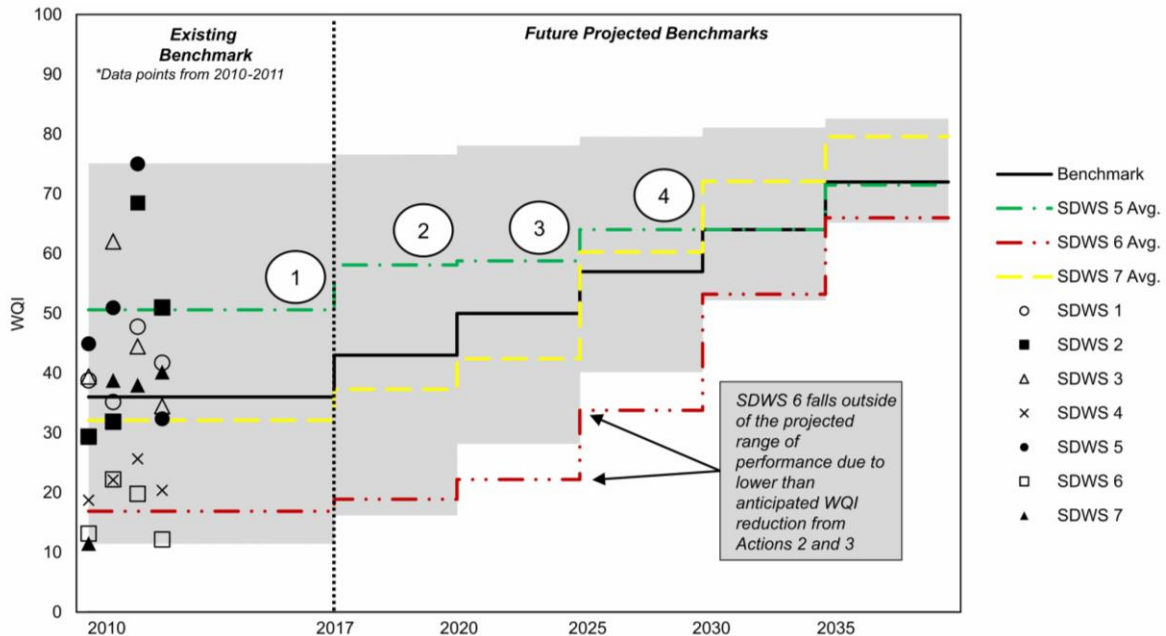 100
90
80
70
60
50
40
30
20
10
0
WQI
Existing
Benchmark
*Data points from 2010-2011
Future Projected Benchmarks
1
2
3
4
SDWS 6 falls outside
of the projected
range of
performance due to
lower than
anticipated WQI
reduction from
Actions 2 and 3
2010
2017
2020
2025
2030
2035
Benchmark
SDWS 5 Avg.
SDWS 6 Avg.
SDWS 7 Avg.
SDWS 1
SDWS 2
SDWS 3
SDWS 4
SDWS 5
SDWS 6
SDWS 7